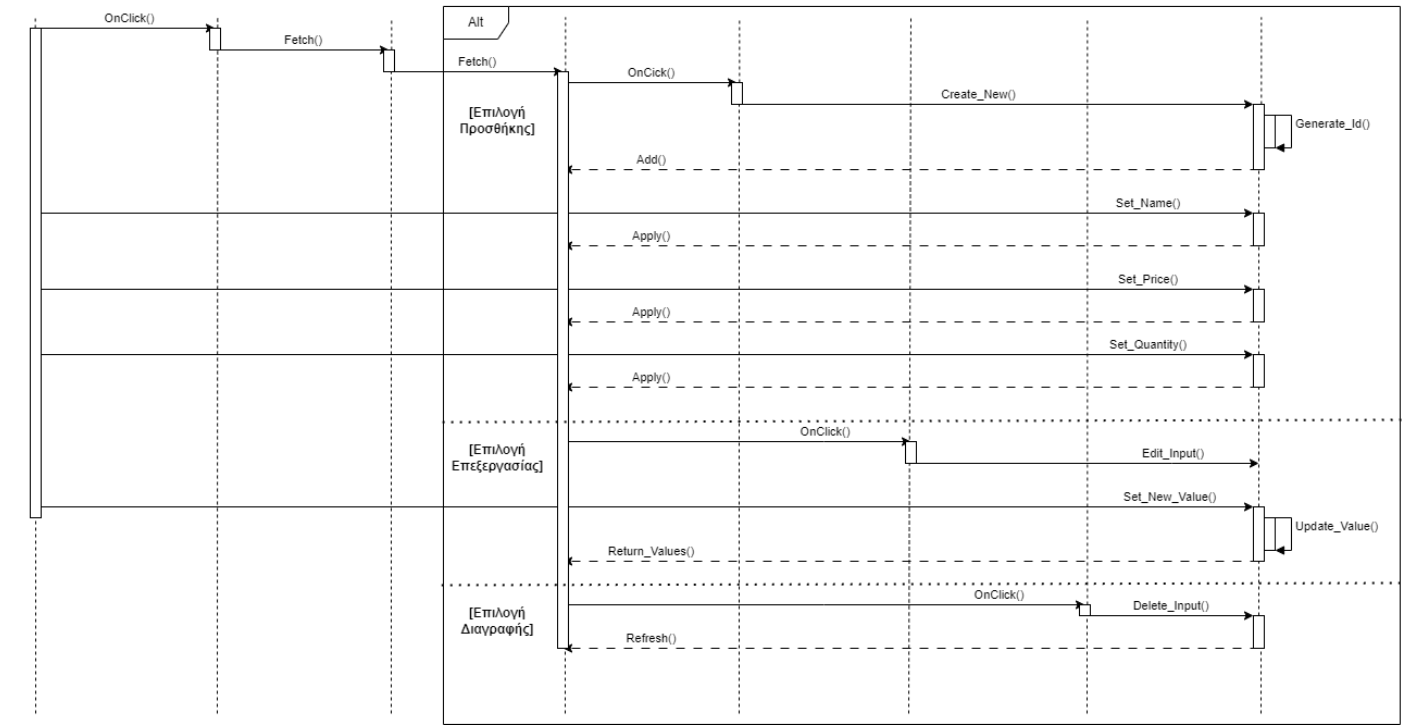 OnClick()
Alt
Fetch()
Fetch()
OnCick()
Create_New()
[Επιλογή
Προσθήκης]
Generate_Id()
Add()
Set_Name()
Apply()
Set_Price()
Apply()
Set_Quantity()
Apply()
OnClick()
[Επιλογή
Επεξεργασίας]
Edit_Input()
Set_New_Value()
Update_Value()
Return_Values()
OnClick()
[Επιλογή
Διαγραφής]
Delete_Input()
Refresh()